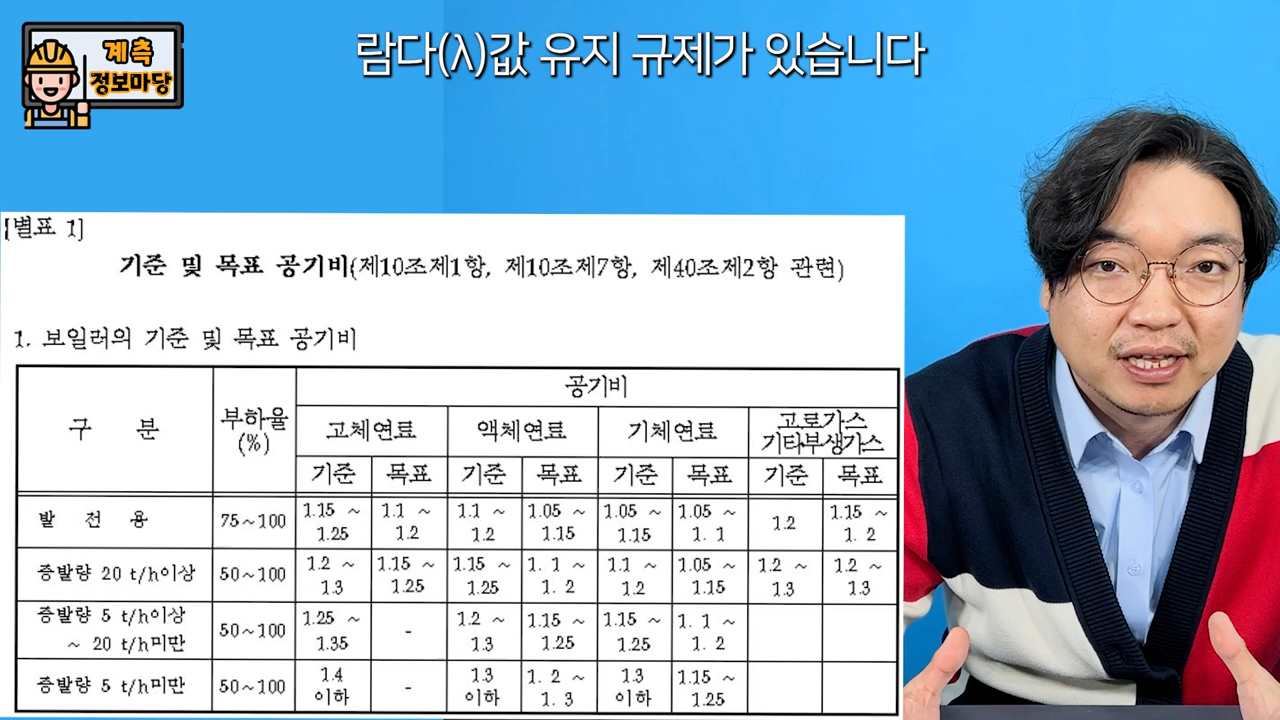 람다(λ)값 유지 규제가 있습니다
계측
정보마당
[별표 1]
기준 및 목표 공기비(제10조제1항, 제10조제7항, 제40조제2항 관련)
1. 보일러의 기준 및 목표 공기비
구 분 부하율 (%) 공기비
고체연료 액체연료 기체연료 고로가스 기타부생가스
기준 목표 기준 목표 기준 목표 기준 목표
발 전 용 75~100 1.15 ~ 1.25 1.1 ~ 1.2 1.1 ~ 1.2 1.05 ~ 1.15 1.05 ~ 1.15 1.05 ~ 1. 1 1.2 1.15 ~ 1. 2
증발량 20 t/h이상 50~100 1.2 ~ 1.3 1.15 ~ 1.25 1.15 ~ 1.25 1. 1 ~ 1. 2 1.1 ~ 1.2 1.05 ~ 1.15 1.2 ~ 1.3 1.2 ~ 1.3
증발량 5 t/h이상 ~ 20 t/h미만 50~100 1.25 ~ 1.35 - 1.2 ~ 1.3 1.15 ~ 1.25 1.15 ~ 1.25 1. 1 ~ 1. 2
증발량 5 t/h미만 50~100 1.4 이하 - 1.3 이하 1. 2 ~ 1. 3 1.3 이하 1.15 ~ 1.25